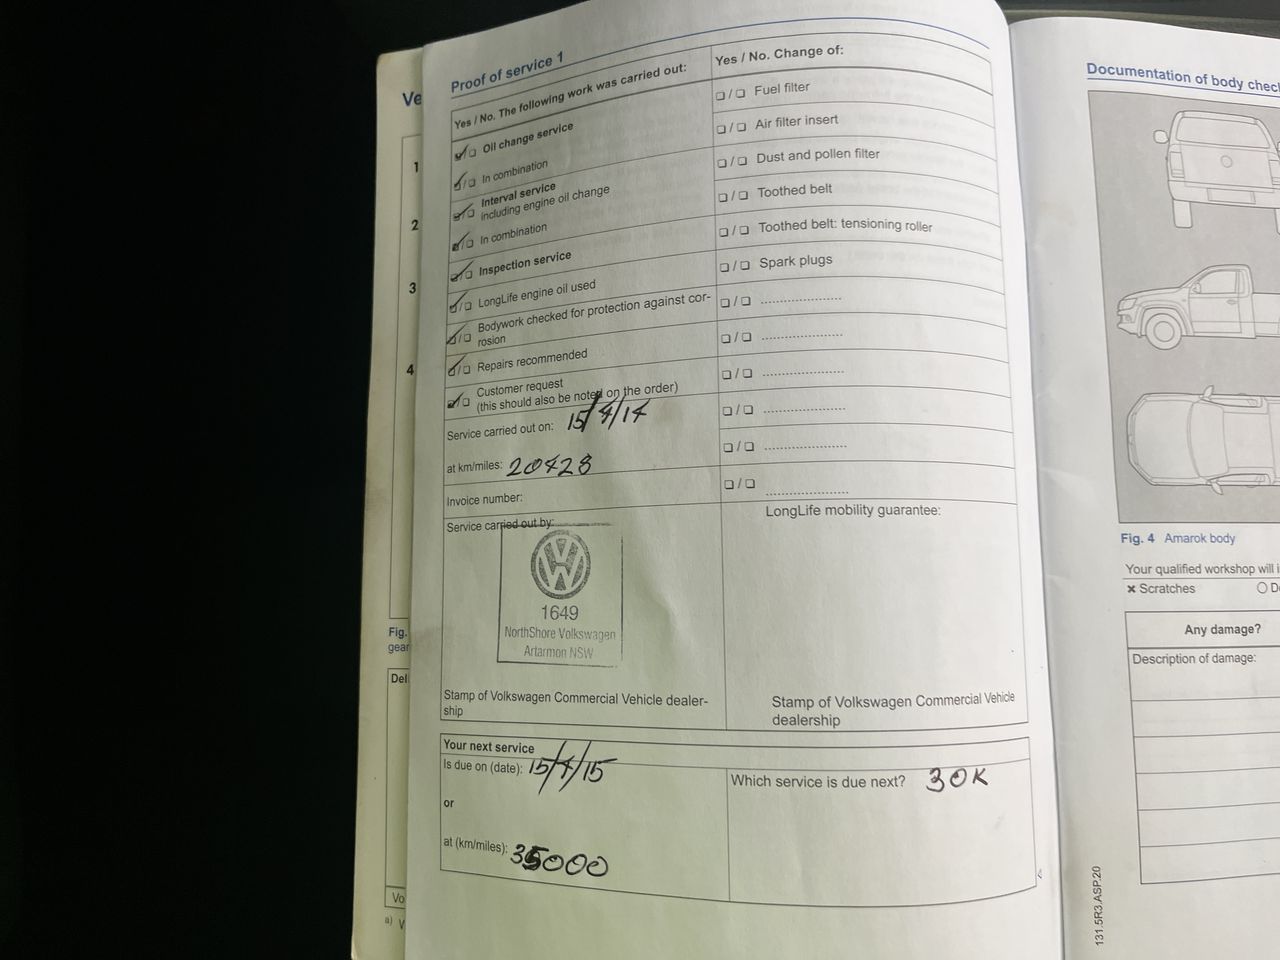 Ve
1
2
3
4
Fig.
gear
Del
Vo
a) V
Proof of service 1
Yes / No. The following work was carried out:
❏/❏ Oil change service
❏/❏ In combination
❏/❏ Interval service
including engine oil change
❏/❏ In combination
❏/❏ Inspection service
❏/❏ LongLife engine oil used
❏/❏ Bodywork checked for protection against cor-
rosion
❏/❏ Repairs recommended
❏/❏ Customer request
(this should also be noted on the order)
Service carried out on: 15/4/14
at km/miles: 20428
Invoice number:
Service carried out by:
1649
NorthShore Volkswagen
Artarmon NSW
Stamp of Volkswagen Commercial Vehicle dealer-
ship
Yes / No. Change of:
❏/❏ Fuel filter
❏/❏ Air filter insert
❏/❏ Dust and pollen filter
❏/❏ Toothed belt
❏/❏ Toothed belt: tensioning roller
❏/❏ Spark plugs
❏/❏ .....................
❏/❏ .....................
❏/❏ .....................
❏/❏ .....................
❏/❏ .....................
❏/❏ .....................
LongLife mobility guarantee:
Stamp of Volkswagen Commercial Vehicle
dealership
Your next service
Is due on (date): 15/4/15
or
at (km/miles): 35000
Which service is due next? 30K
Documentation of body chec
Fig. 4 Amarok body
Your qualified workshop will i
× Scratches O De
Any damage?
Description of damage:
131.5R3.ASP.20